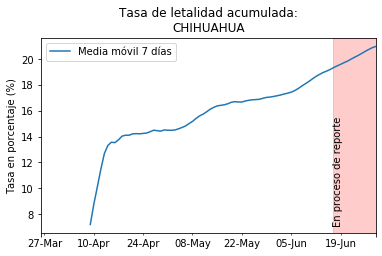 Tasa de letalidad acumulada:
CHIHUAHUA
Media móvil 7 días
Tasa en porcentaje (%)
20
18
16
14
12
10
8
En proceso de reporte
27-Mar
10-Apr
24-Apr
08-May
22-May
05-Jun
19-Jun